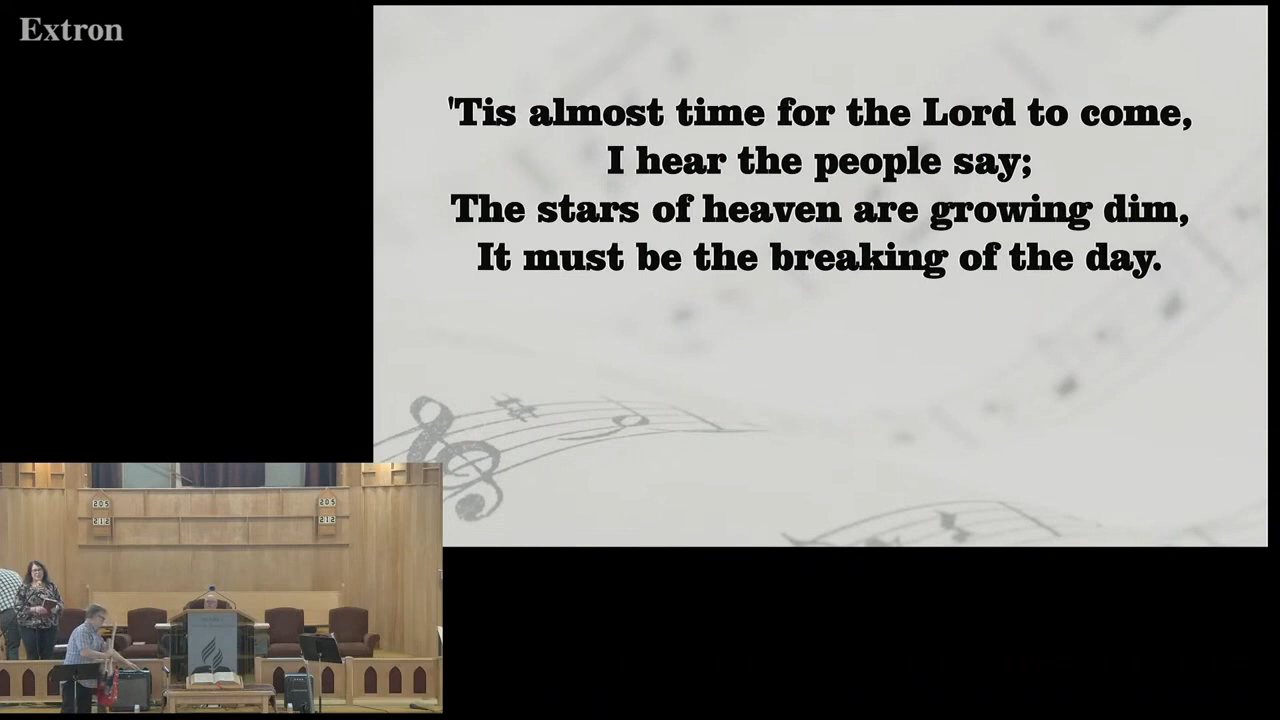 Extron
'Tis almost time for the Lord to come,
I hear the people say;
The stars of heaven are growing dim,
It must be the breaking of the day.
205
212
205
212